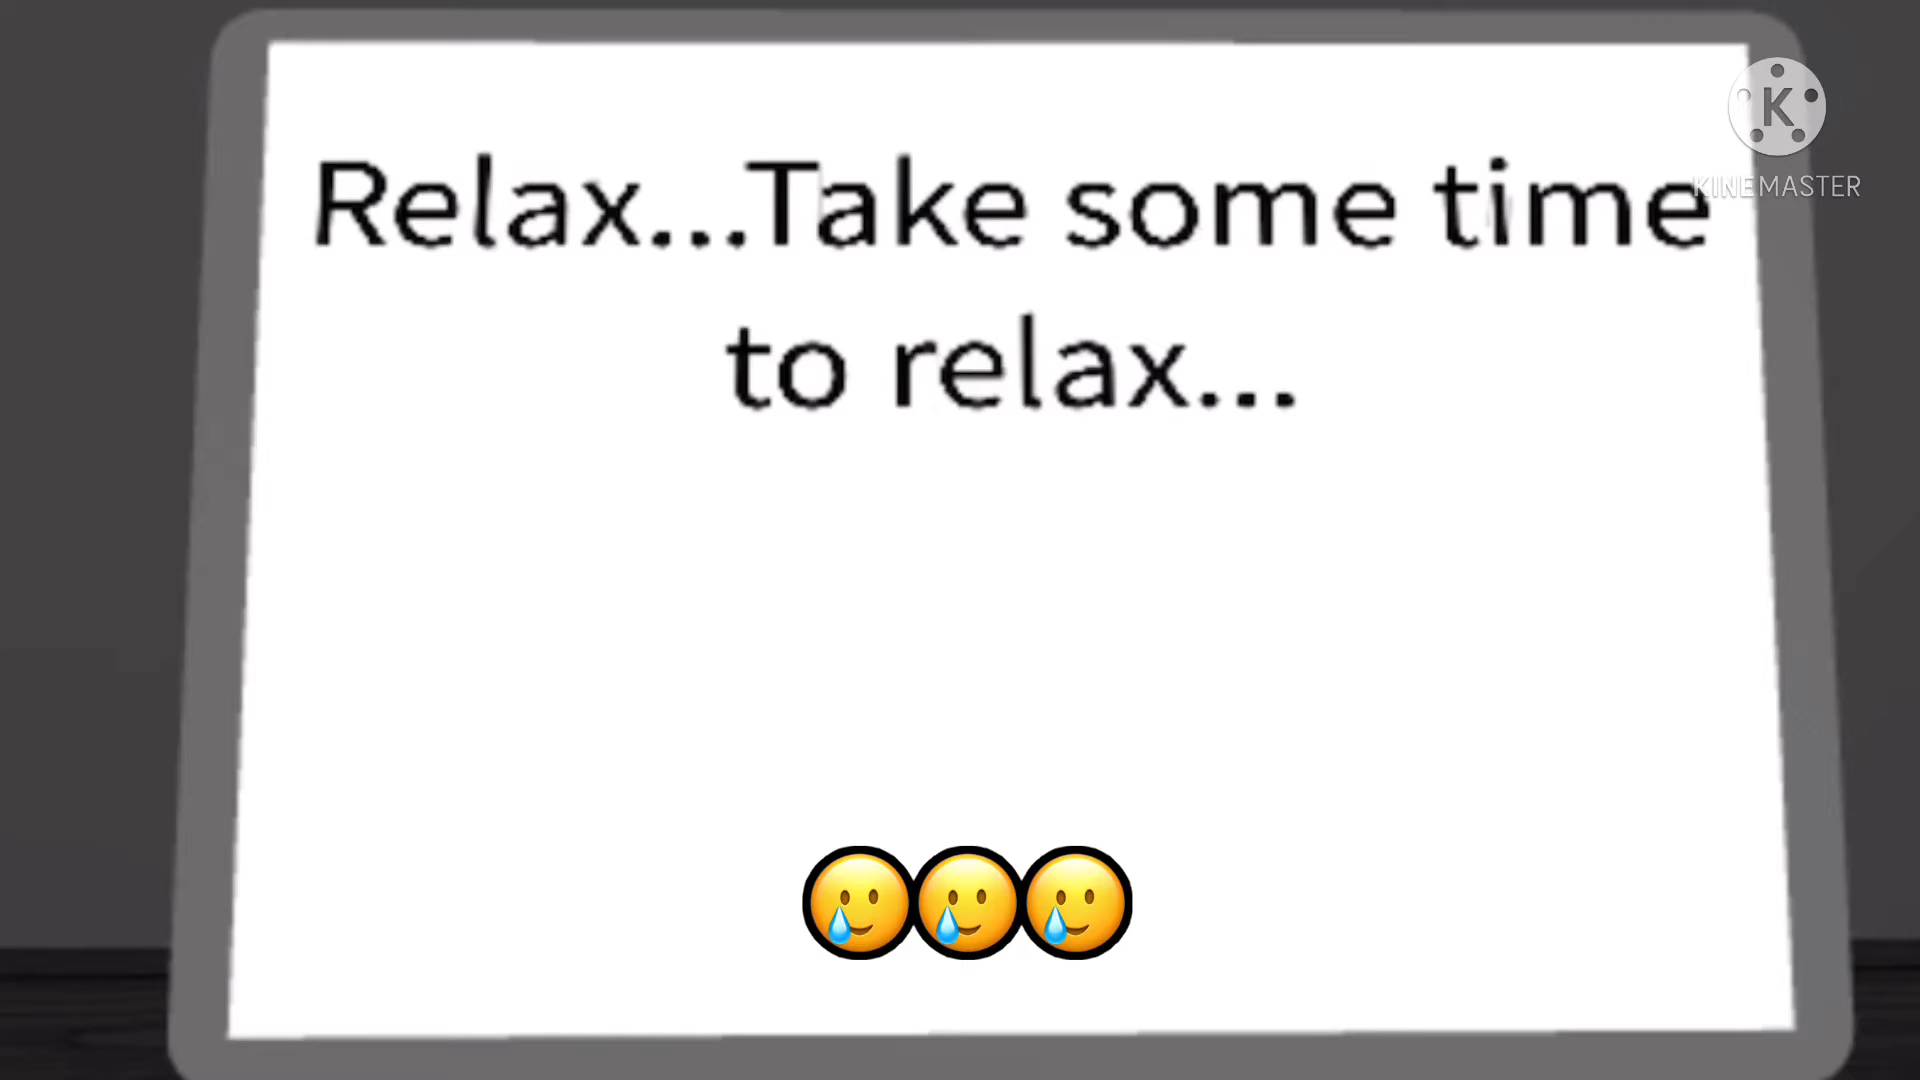 Relax...Take some time
to relax...
K
KINEMASTER
🥲🥲🥲